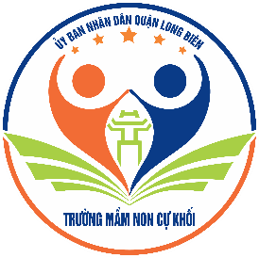 ỦY BAN NHÂN DÂN QUẬN LONG BIÊN
TRƯỜNG MẦM NON CỰ KHỐI